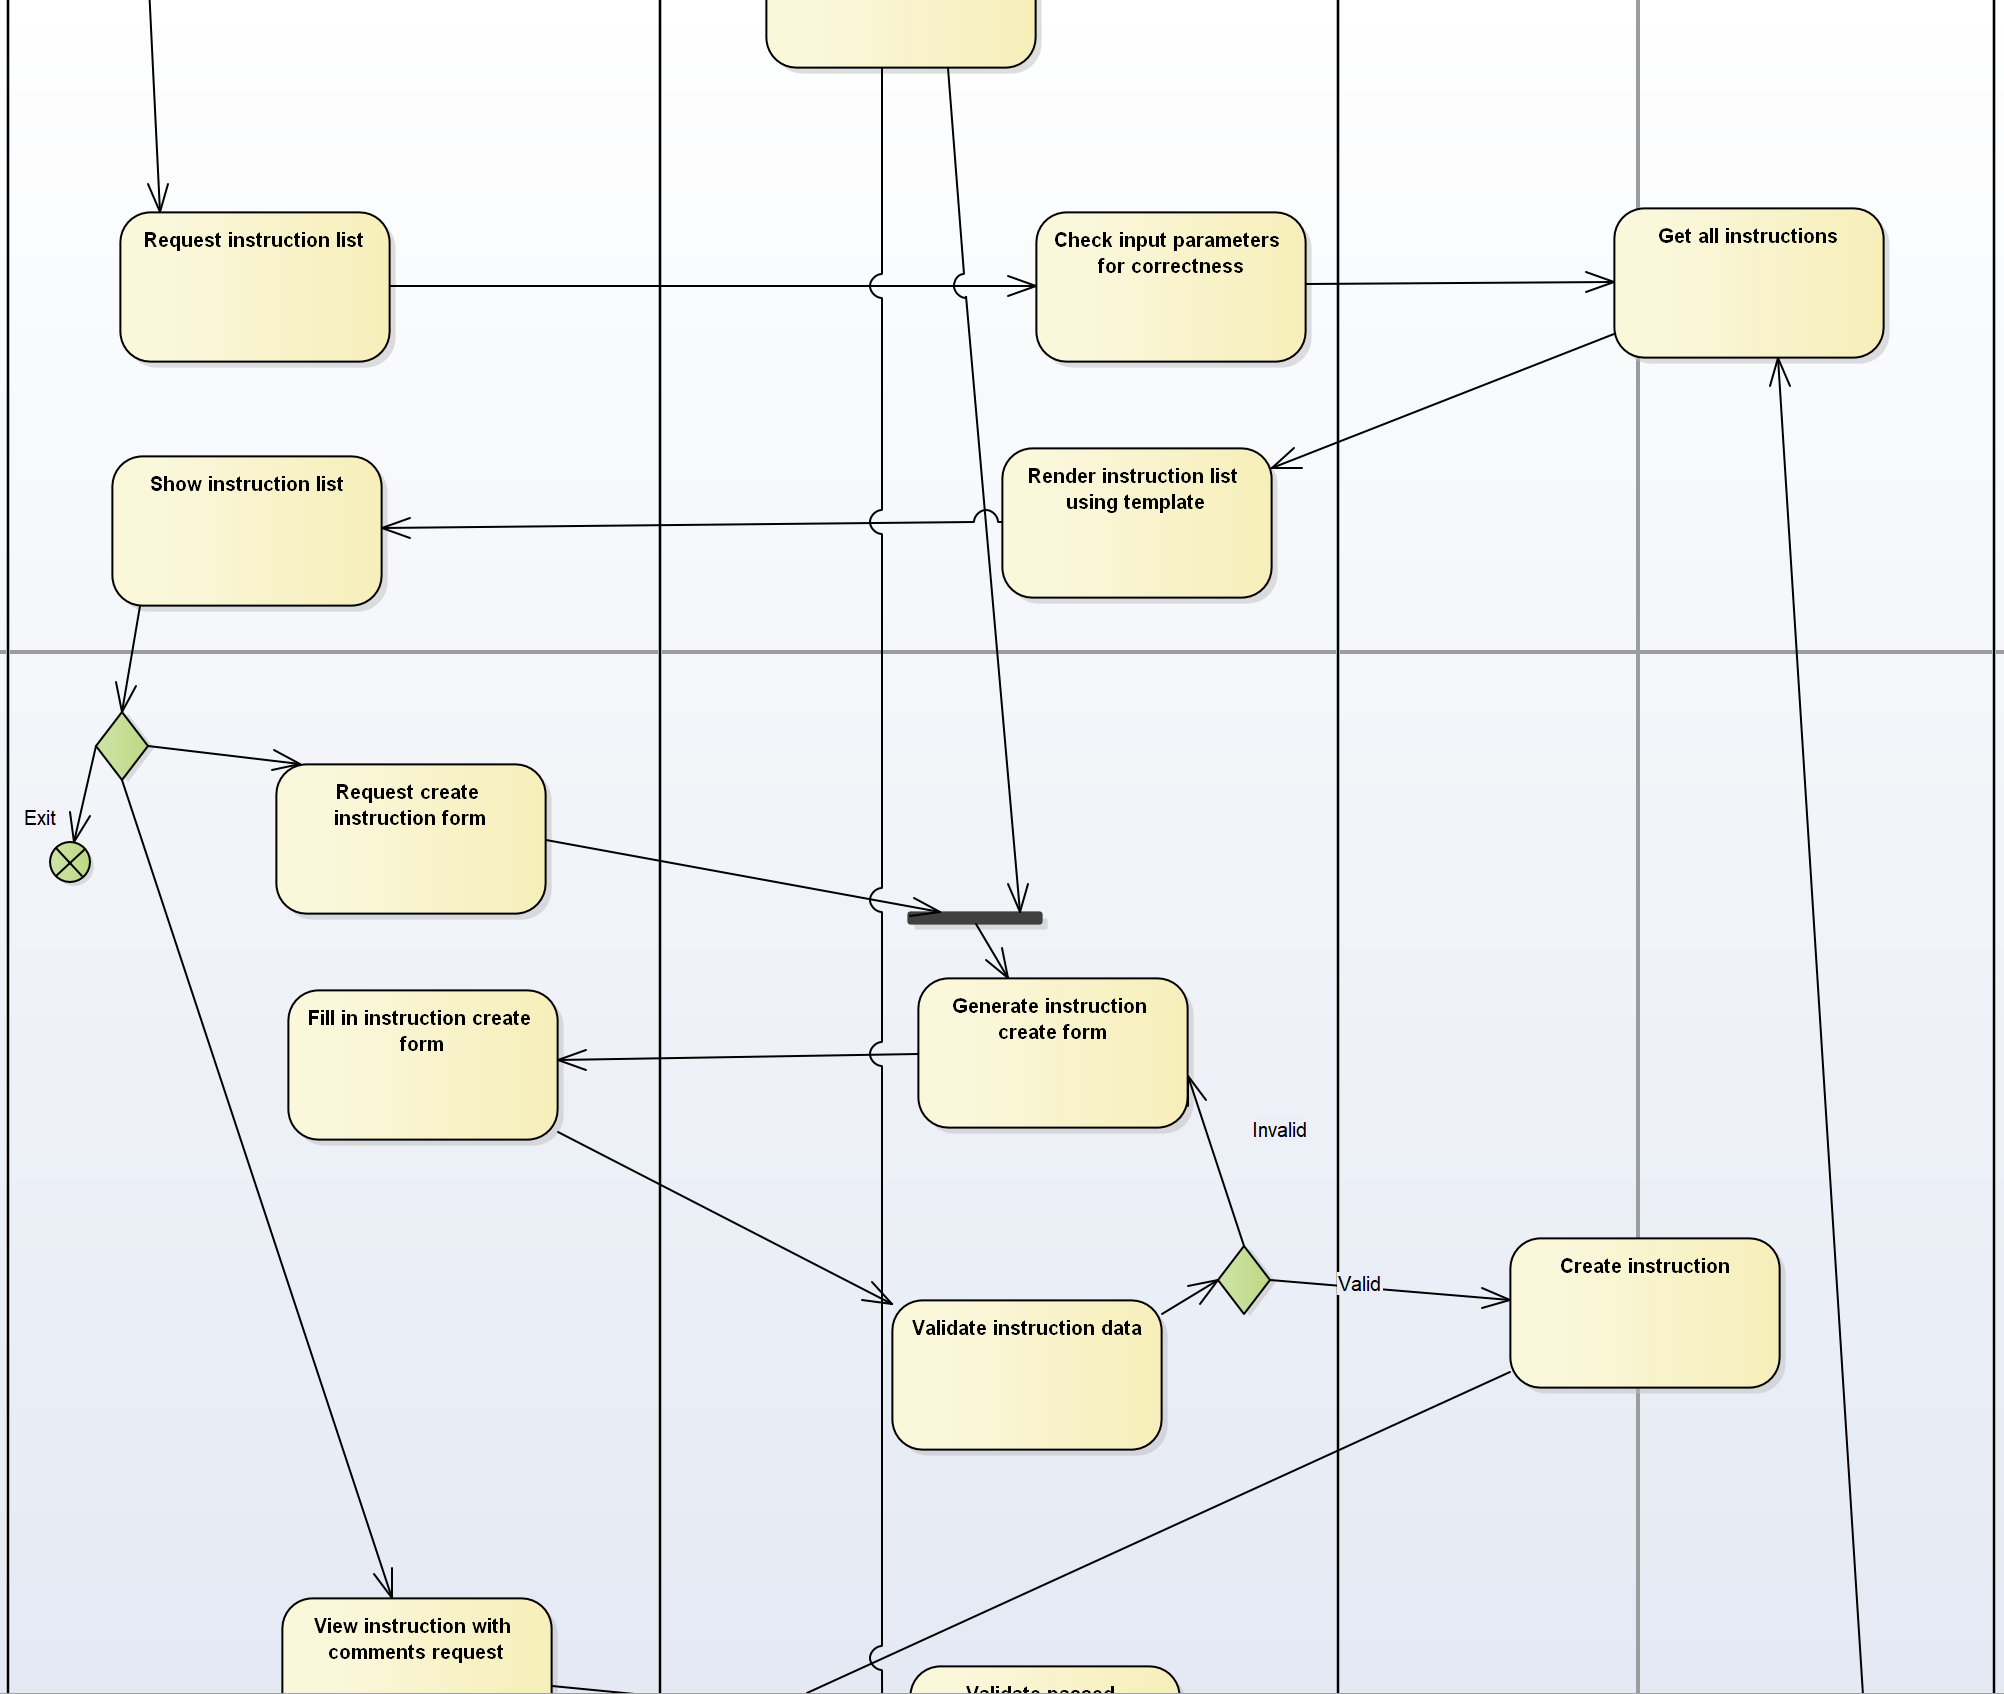 Request instruction list
Check input parameters
for correctness
Get all instructions
Show instruction list
Render instruction list
using template
Request create
instruction form
Exit
Fill in instruction create
form
Generate instruction
create form
Invalid
Valid
Create instruction
Validate instruction data
View instruction with
comments request
Validate passed